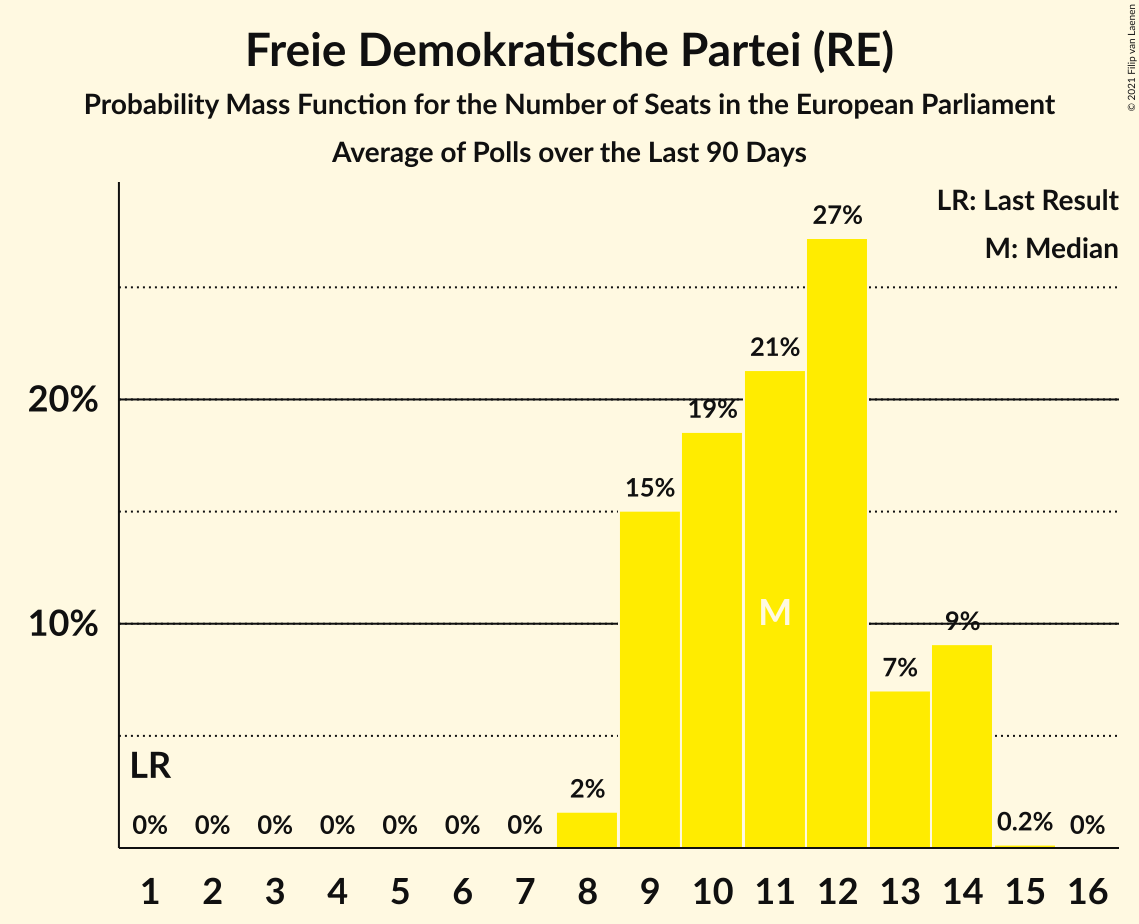 Freie Demokratische Partei (RE)
Probability Mass Function for the Number of Seats in the European Parliament
Average of Polls over the Last 90 Days
© 2021 Filip van Laenen
LR: Last Result
M: Median
27%
21%
20%
19%
15%
M
10%
9%
7%
LR
2%
0% 0% 0% 0% 0% 0% 0% 0.2% 0%
1 2 3 4 5 6 7 8 9 10 11 12 13 14 15 16